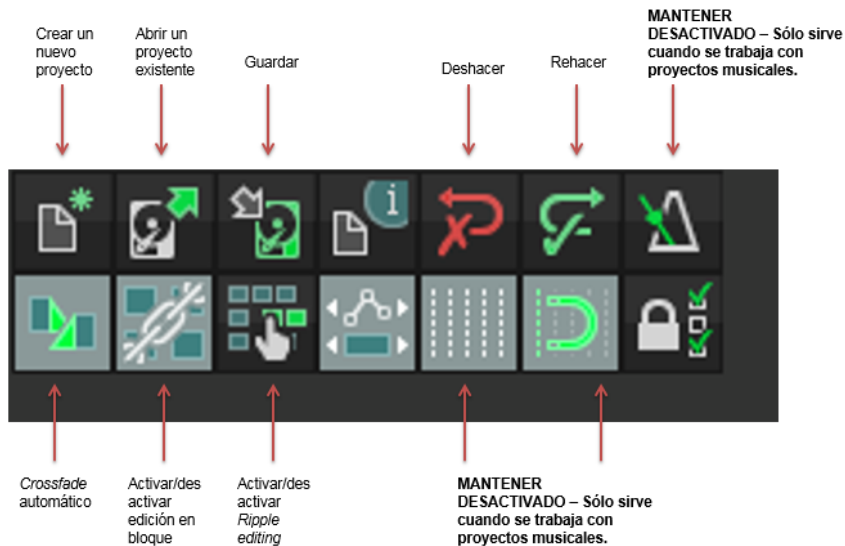 Crear un
nuevo
proyecto
Abrir un
proyecto
existente
Guardar
Deshacer
Rehacer
MANTENER
DESACTIVADO – Sólo sirve
cuando se trabaja con
proyectos musicales.
i
Crossfade
automático
Activar/des
activar
edición en
bloque
Activar/des
activar
Ripple
editing
MANTENER
DESACTIVADO – Sólo sirve
cuando se trabaja con
proyectos musicales.